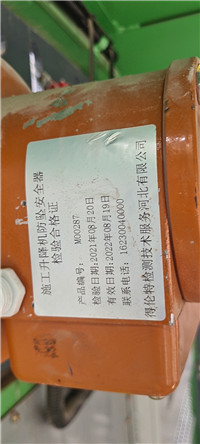 施工升降机防坠安全器
检验合格证
产品编号: M00287
检验日期:2021年08月20日
有效日期:2022年08月19日
联系电话: 16230040000
得伦特检测技术服务河北有限公司